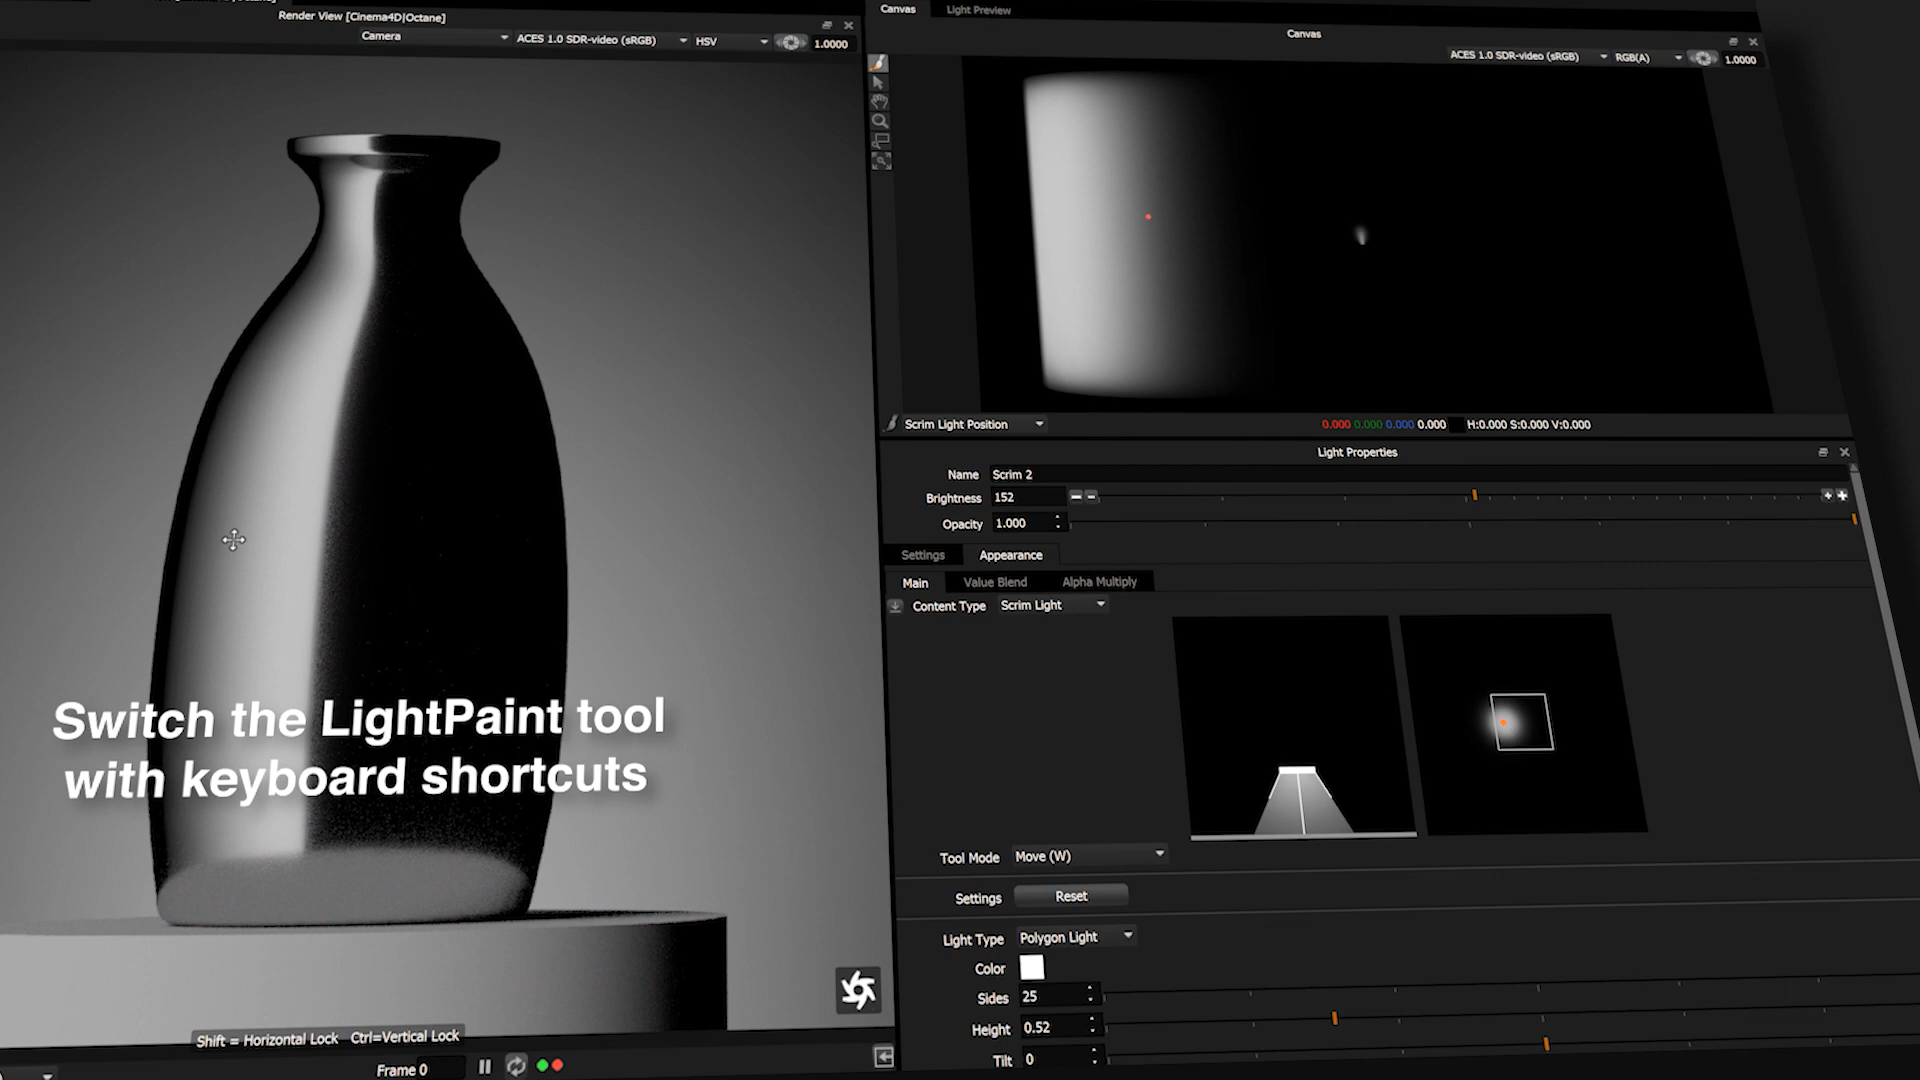 Render View [Cinema4D|Octane]
Camera
ACES 1.0 SDR-video (sRGB)
HSV
1.0000
Canvas
Light Preview
Canvas
ACES 1.0 SDR-video (sRGB)
RGB(A)
1.0000
Scrim Light Position
0.000 0.000 0.000 0.000
H:0.000 S:0.000 V:0.000
Light Properties
Name
Scrim 2
Brightness
152
Opacity
1.000
Settings
Appearance
Main
Value Blend
Alpha Multiply
Content Type
Scrim Light
Switch the LightPaint tool
with keyboard shortcuts
Tool Mode
Move (W)
Settings
Reset
Light Type
Polygon Light
Color
Sides
25
Height
0.52
Tilt
0
Shift = Horizontal Lock Ctrl=Vertical Lock
Frame 0